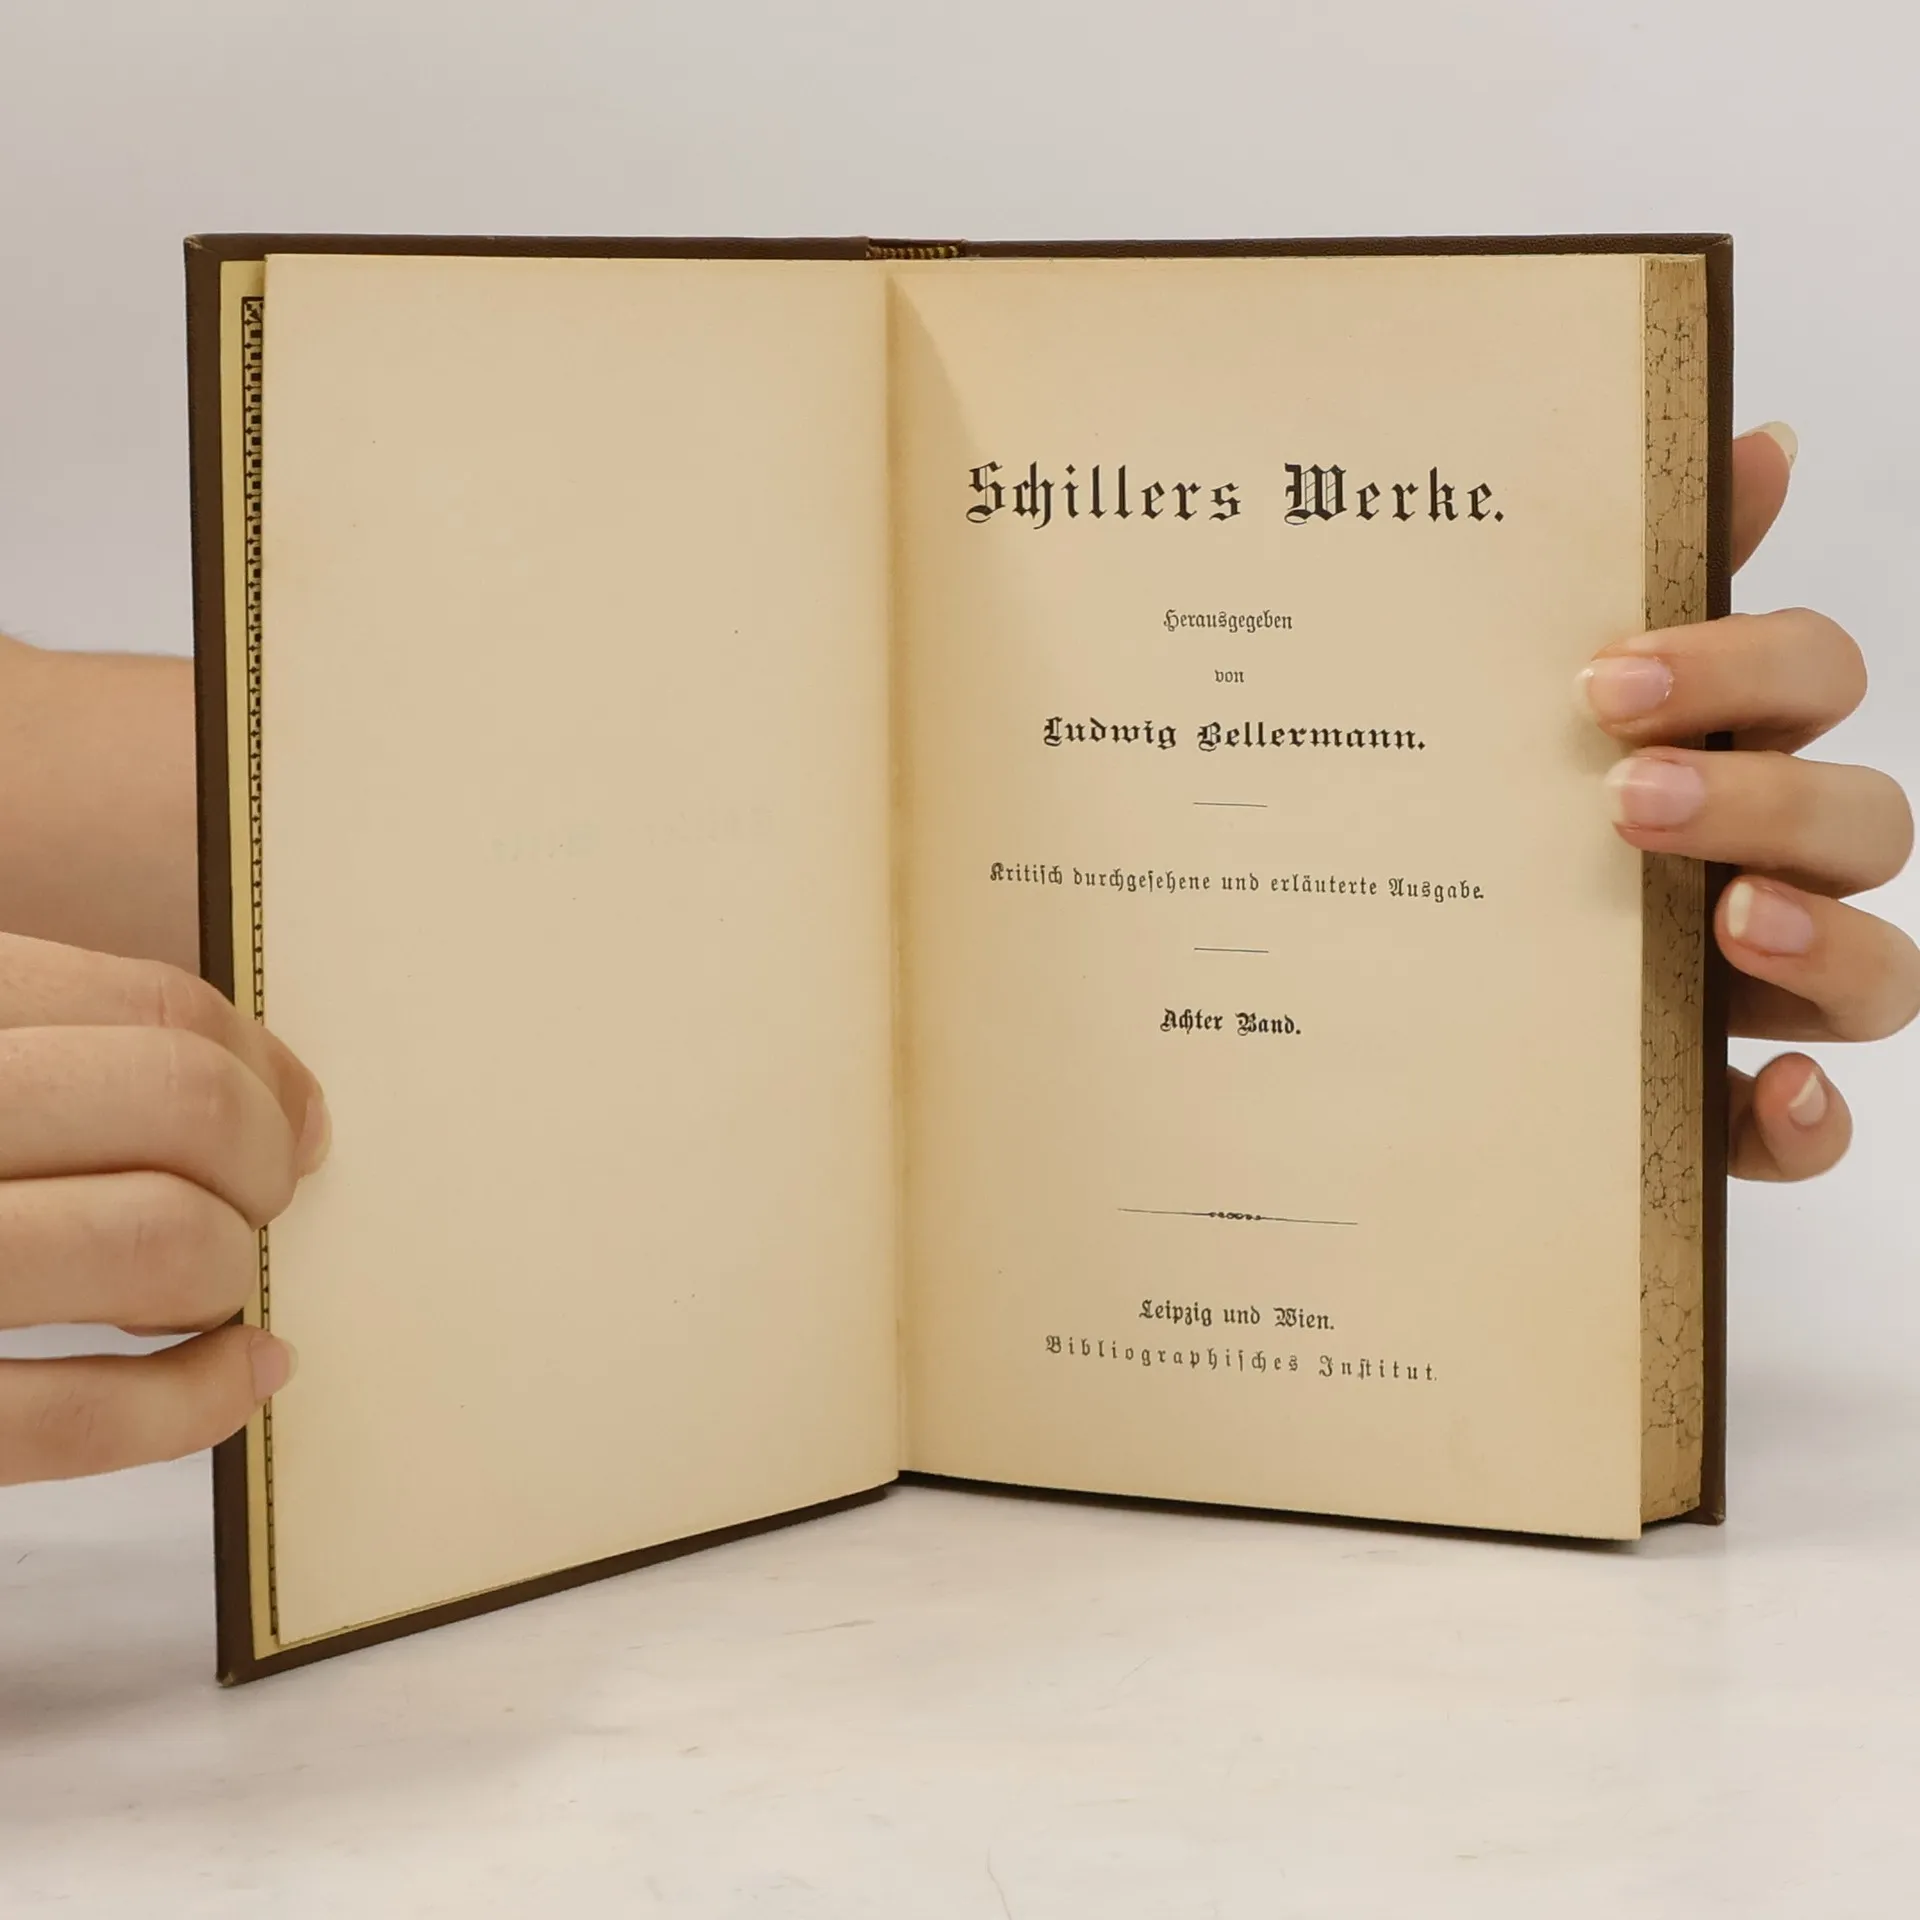 Schillers Werke.
Herausgegeben
von
Ludwig Bellermann.
Kritisch durchgesehene und erläuterte Ausgabe.
Achter Band.
Leipzig und Wien.
Bibliographisches Institut.